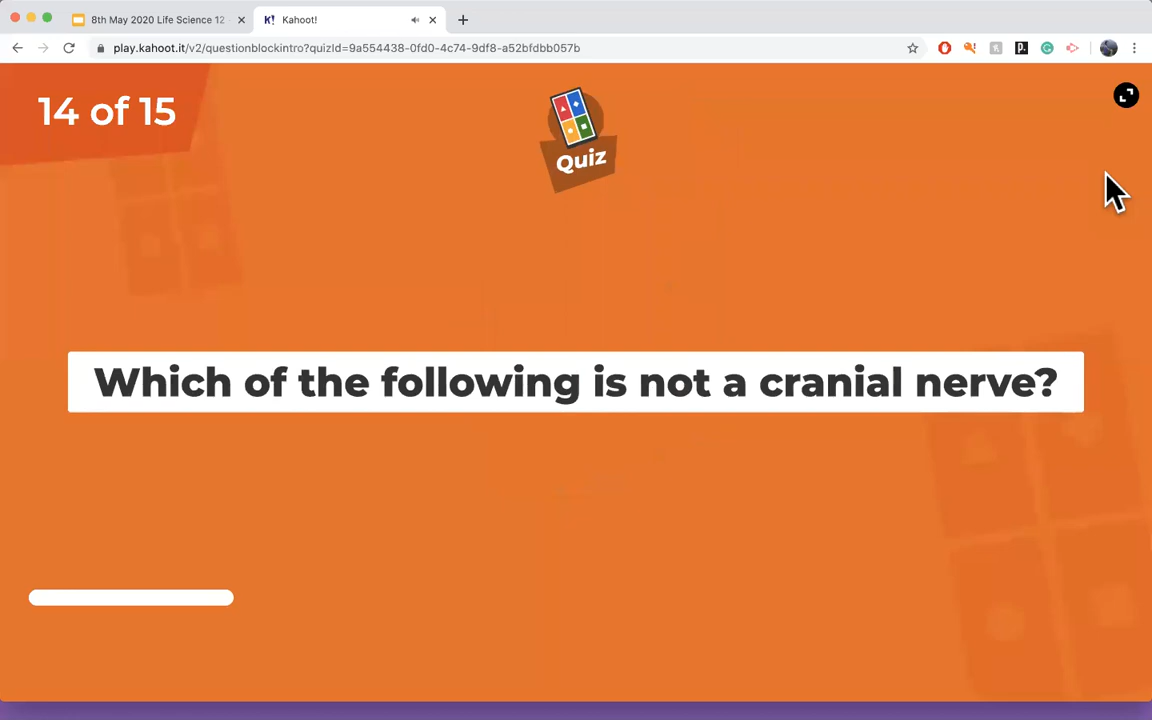 8th May 2020 Life Science 12
K! Kahoot!
play.kahoot.it/v2/questionblockintro?quizId=9a554438-0fd0-4c74-9df8-a52bfdbb057b
14 of 15
Quiz
Which of the following is not a cranial nerve?